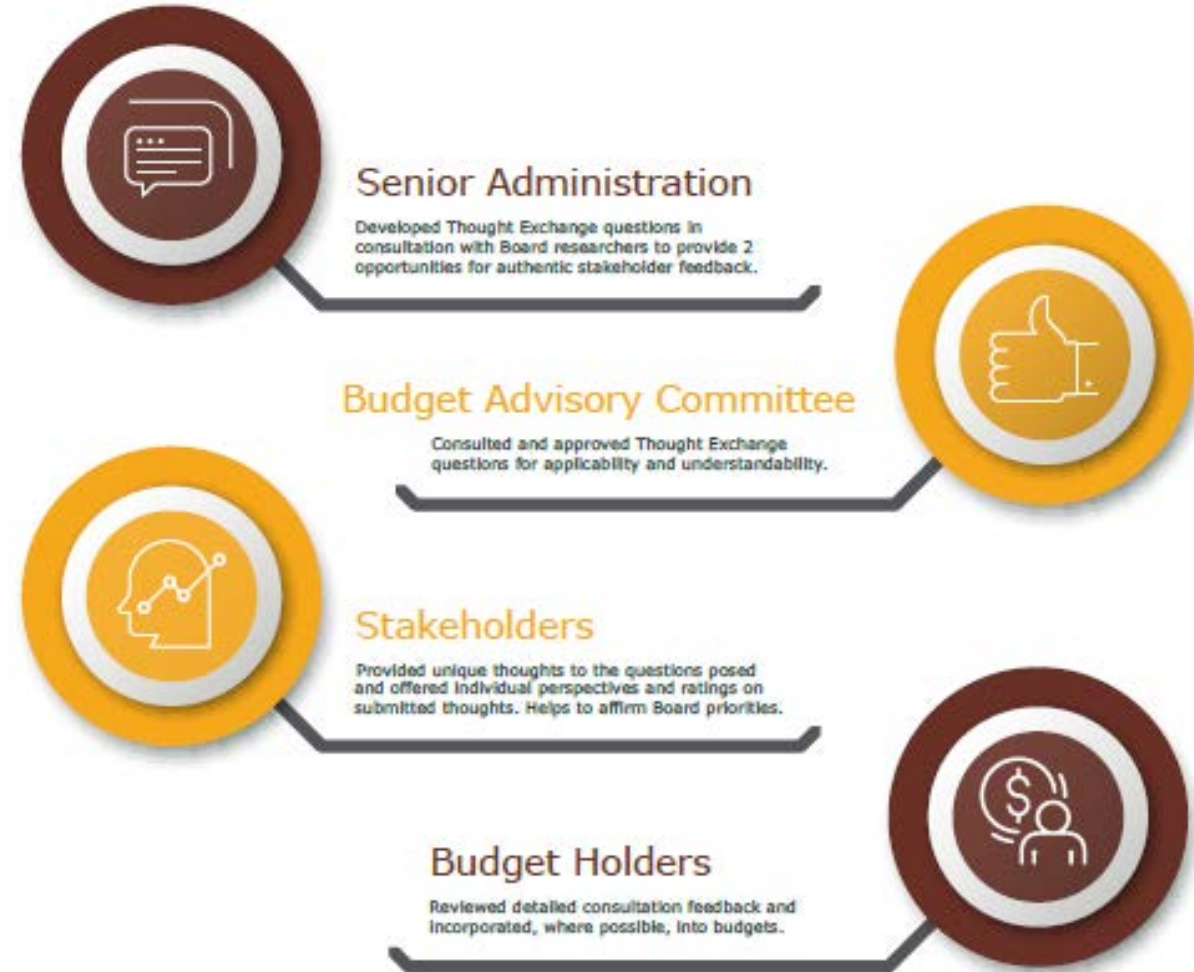 Senior Administration
Developed Thought Exchange questions in
consultation with Board researchers to provide 2
opportunities for authentic stakeholder feedback.
Budget Advisory Committee
Consulted and approved Thought Exchange
questions for applicability and understandability.
Stakeholders
Provided unique thoughts to the questions posed
and offered individual perspectives and ratings on
submitted thoughts. Helps to affirm Board priorities.
$
Budget Holders
Reviewed detailed consultation feedback and
incorporated, where possible, into budgets.